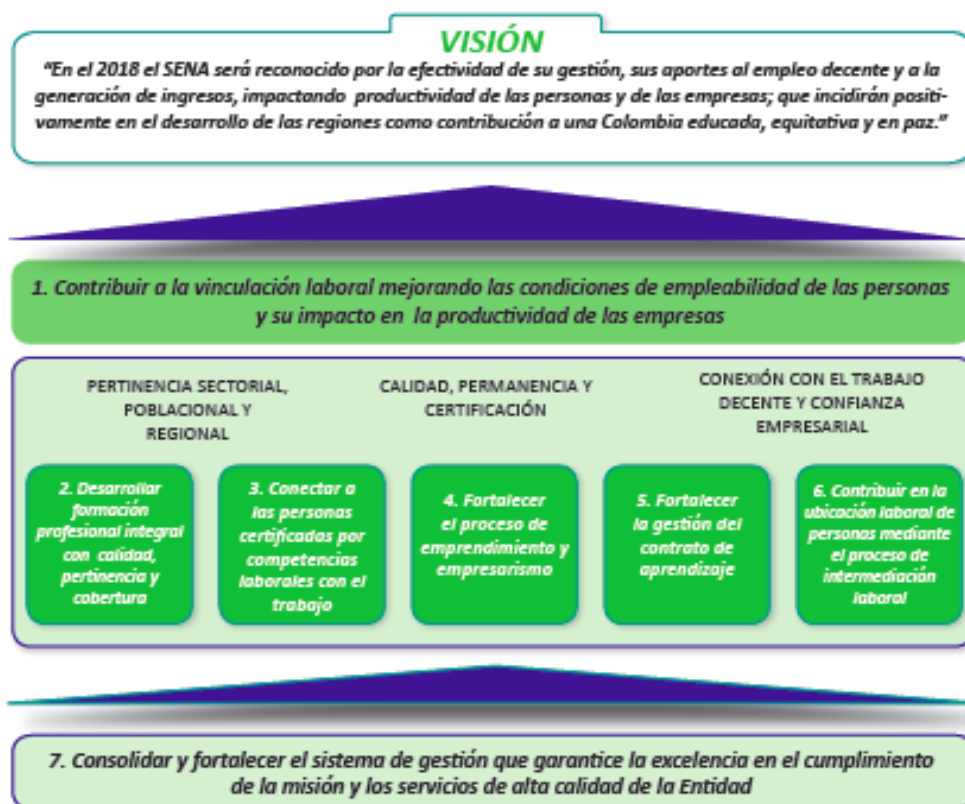 VISIÓN
“En el 2018 el SENA será reconocido por la efectividad de su gestión, sus aportes al empleo decente y a la
generación de ingresos, impactando productividad de las personas y de las empresas; que incidirán positi-
vamente en el desarrollo de las regiones como contribución a una Colombia educada, equitativa y en paz.”
1. Contribuir a la vinculación laboral mejorando las condiciones de empleabilidad de las personas
y su impacto en la productividad de las empresas
PERTINENCIA SECTORIAL,
POBLACIONAL Y
REGIONAL
CALIDAD, PERMANENCIA Y
CERTIFICACIÓN
CONEXIÓN CON EL TRABAJO
DECENTE Y CONFIANZA
EMPRESARIAL
2. Desarrollar
formación
profesional integral
con calidad,
pertinencia y
cobertura
3. Conectar a
las personas
certificadas por
competencias
laborales con el
trabajo
4. Fortalecer
el proceso de
emprendimiento y
empresarismo
5. Fortalecer
la gestión del
contrato de
aprendizaje
6. Contribuir en la
ubicación laboral de
personas mediante
el proceso de
intermediación
laboral
7. Consolidar y fortalecer el sistema de gestión que garantice la excelencia en el cumplimiento
de la misión y los servicios de alta calidad de la Entidad